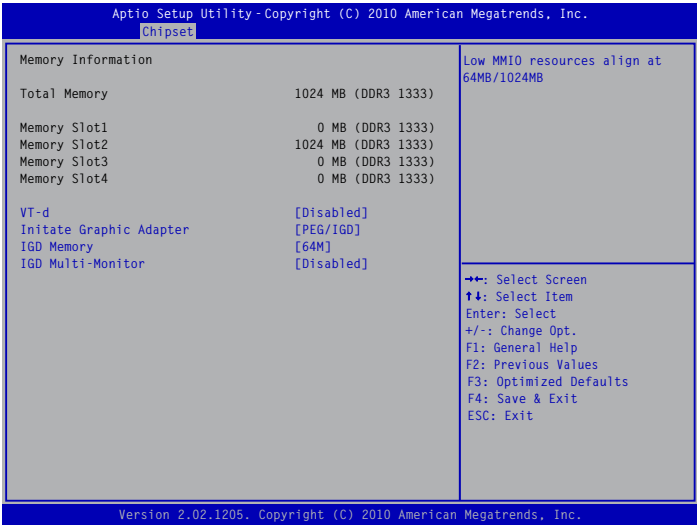 Aptio Setup Utility - Copyright (C) 2010 American Megatrends, Inc.
Chipset
Memory Information
Total Memory 1024 MB (DDR3 1333)
Memory Slot1 0 MB (DDR3 1333)
Memory Slot2 1024 MB (DDR3 1333)
Memory Slot3 0 MB (DDR3 1333)
Memory Slot4 0 MB (DDR3 1333)
VT-d [Disabled]
Initate Graphic Adapter [PEG/IGD]
IGD Memory [64M]
IGD Multi-Monitor [Disabled]
Low MMIO resources align at
64MB/1024MB
→←: Select Screen
↑↓: Select Item
Enter: Select
+/-: Change Opt.
F1: General Help
F2: Previous Values
F3: Optimized Defaults
F4: Save & Exit
ESC: Exit
Version 2.02.1205. Copyright (C) 2010 American Megatrends, Inc.